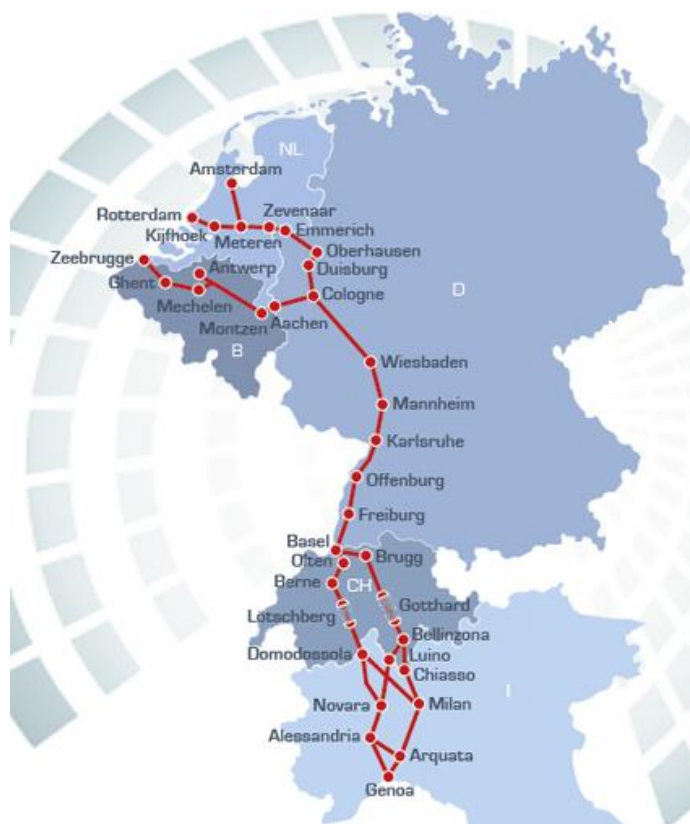 NL
Amsterdam
Rotterdam
Zevenaar
Kijfhoek
Meteren
Emmerich
Oberhausen
Zeebrugge
Antwerp
Duisburg
Ghent
Mechelen
Cologne
D
Montzen
Aachen
B
Wiesbaden
Mannheim
Karlsruhe
Offenburg
Freiburg
Basel
Olten
Brugg
Berne
CH
Gotthard
Lötschberg
Bellinzona
Domodossola
Luino
Chiasso
I
Novara
Milan
Alessandria
Arquata
Genoa